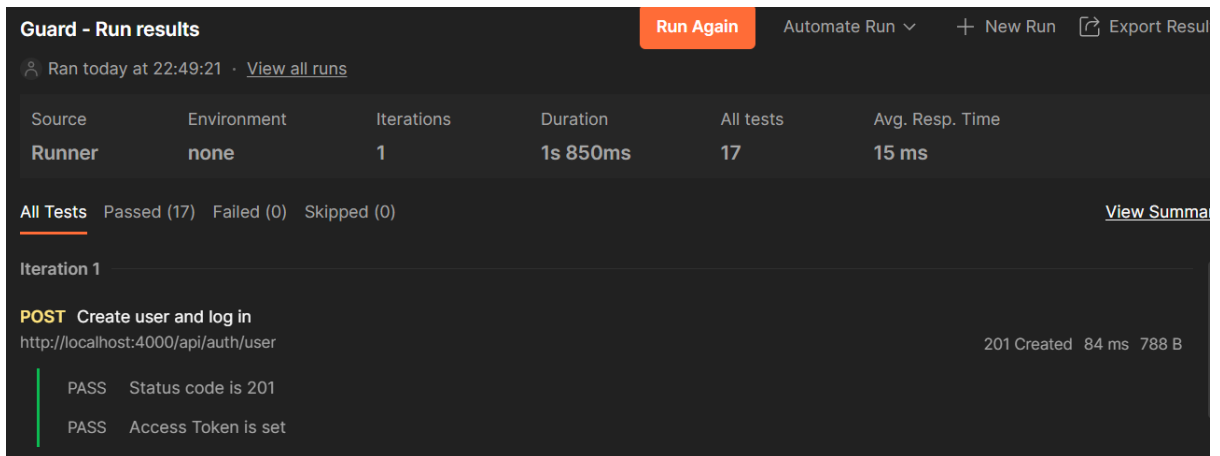 Guard - Run results
Run Again
Automate Run
New Run
Export Resul
Ran today at 22:49:21 · View all runs
Source Environment Iterations Duration All tests Avg. Resp. Time
Runner none 1 1s 850ms 17 15 ms
All Tests Passed (17) Failed (0) Skipped (0) View Summar
Iteration 1
POST Create user and log in
http://localhost:4000/api/auth/user 201 Created 84 ms 788 B
PASS Status code is 201
PASS Access Token is set